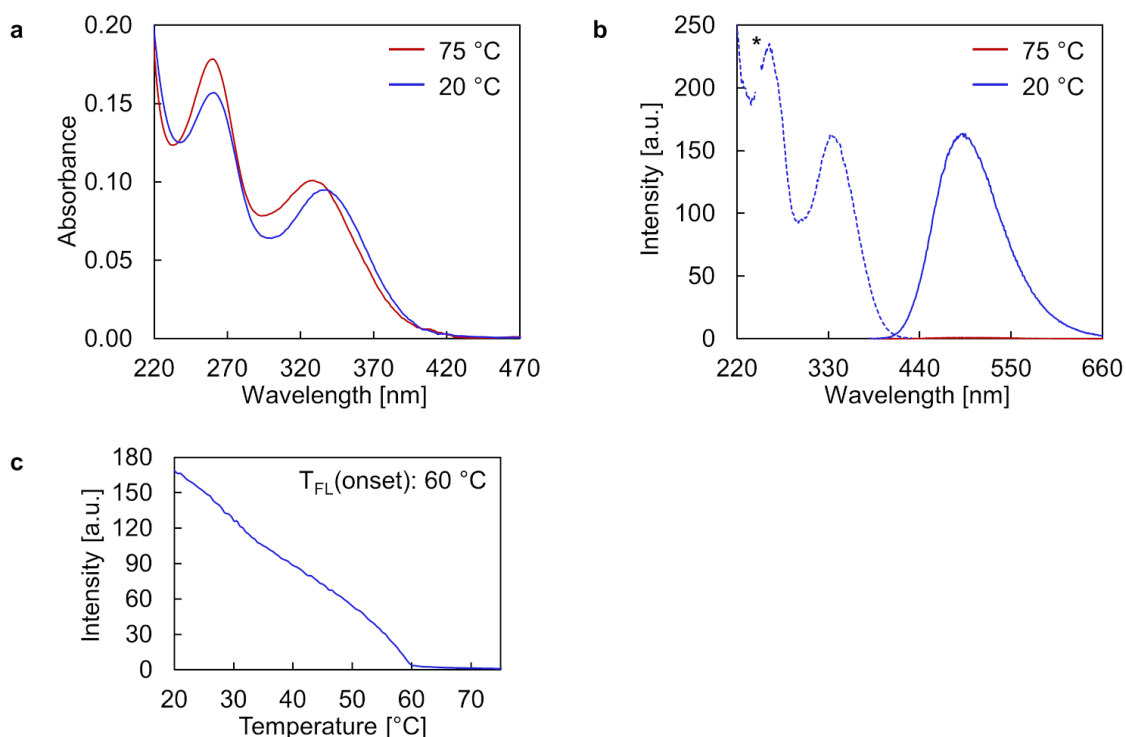 a
0.20
0.15
0.10
0.05
0.00
Absorbance
75 °C
20 °C
220 270 320 370 420 470
Wavelength [nm]
b
250
200
150
100
50
0
Intensity [a.u.]
*
75 °C
20 °C
220 330 440 550 660
Wavelength [nm]
c
180
150
120
90
60
30
0
Intensity [a.u.]
TFL(onset): 60 °C
20 30 40 50 60 70
Temperature [°C]